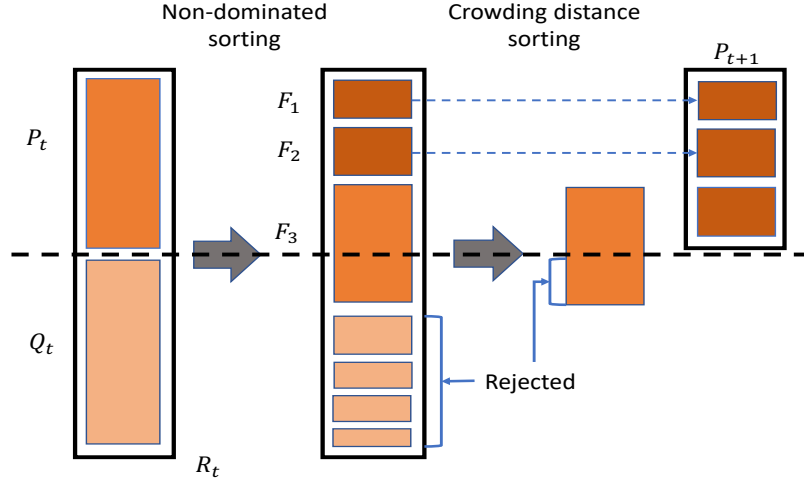 Non-dominated
sorting
Crowding distance
sorting
P_{t+1}
P_t
F_1
F_2
F_3
Q_t
Rejected
R_t